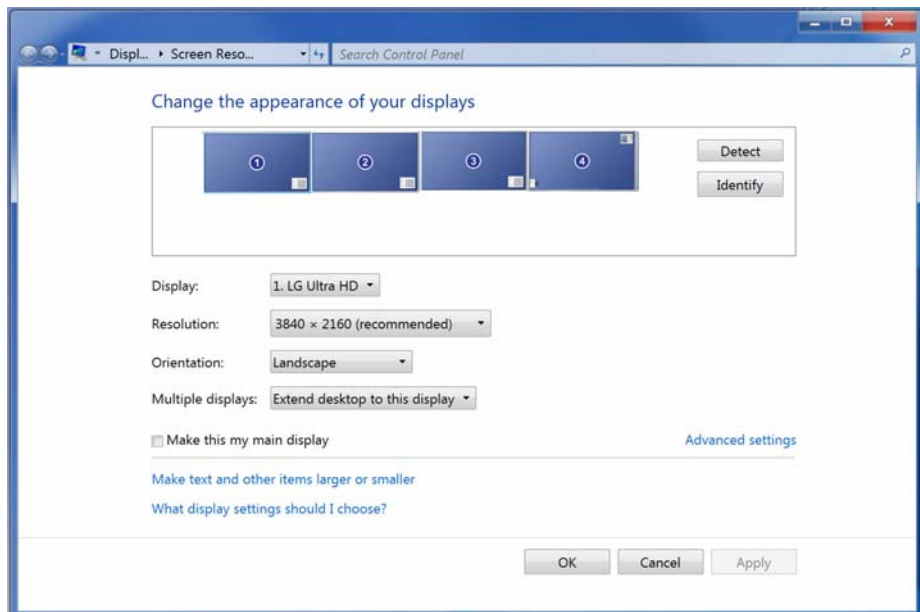 Displ... Screen Reso... Search Control Panel
Change the appearance of your displays
1 2 3 4
Detect
Identify
Display: 1. LG Ultra HD
Resolution: 3840 × 2160 (recommended)
Orientation: Landscape
Multiple displays: Extend desktop to this display
Make this my main display Advanced settings
Make text and other items larger or smaller
What display settings should I choose?
OK Cancel Apply